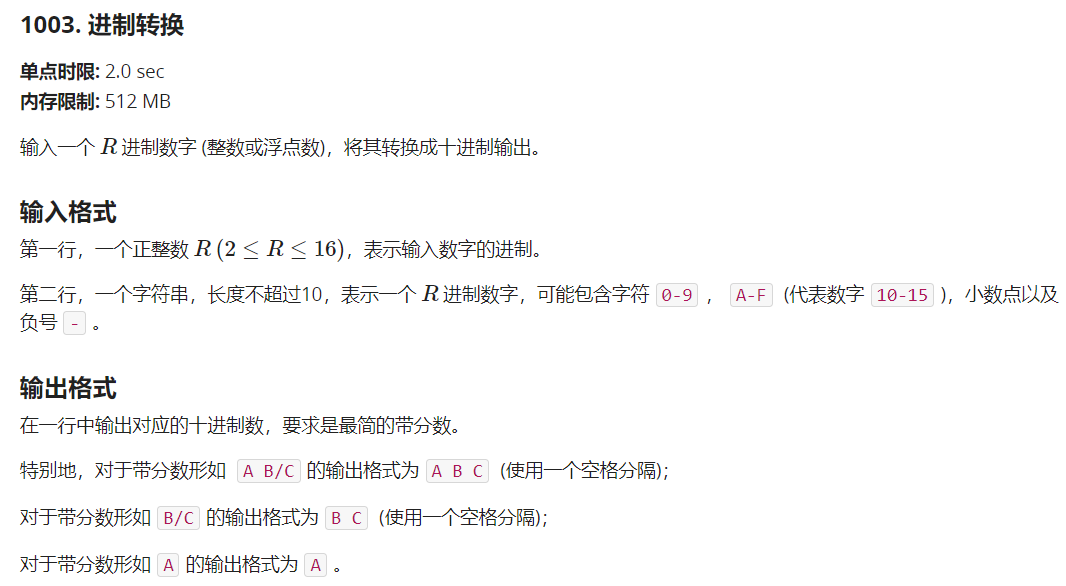 1003. 进制转换
单点时限: 2.0 sec
内存限制: 512 MB
输入一个 R 进制数字 (整数或浮点数)，将其转换成十进制输出。
输入格式
第一行，一个正整数 R (2 ≤ R ≤ 16)，表示输入数字的进制。
第二行，一个字符串，长度不超过10，表示一个 R 进制数字，可能包含字符 0-9 ， A-F (代表数字 10-15 )，小数点以及
负号 - 。
输出格式
在一行中输出对应的十进制数，要求是最简的带分数。
特别地，对于带分数形如 A B/C 的输出格式为 A B C (使用一个空格分隔)；
对于带分数形如 B/C 的输出格式为 B C (使用一个空格分隔)；
对于带分数形如 A 的输出格式为 A 。